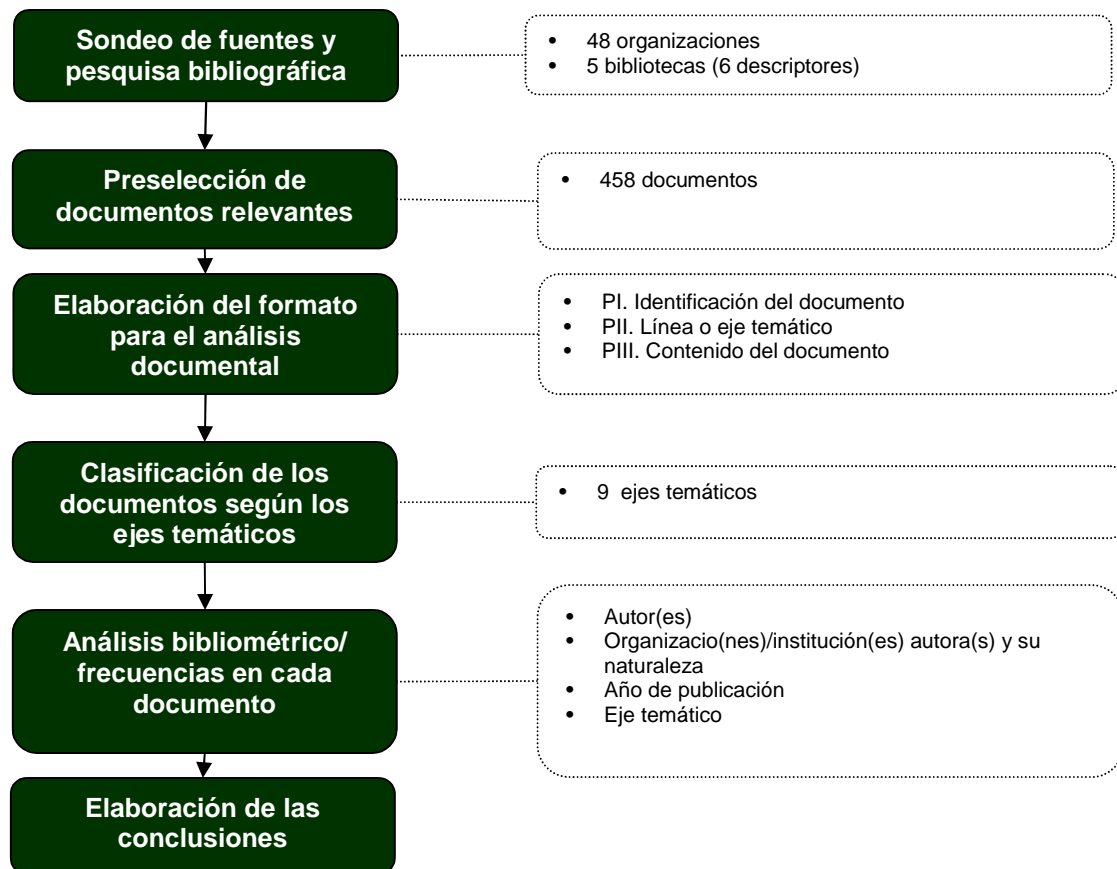 Sondeo de fuentes y
pesquisa bibliográfica
• 48 organizaciones
• 5 bibliotecas (6 descriptores)
Preselección de
documentos relevantes
• 458 documentos
Elaboración del formato
para el análisis
documental
• PI. Identificación del documento
• PII. Línea o eje temático
• PIII. Contenido del documento
Clasificación de los
documentos según los
ejes temáticos
• 9 ejes temáticos
Análisis bibliométrico/
frecuencias en cada
documento
• Autor(es)
• Organizacio(nes)/institución(es) autora(s) y su
naturaleza
• Año de publicación
• Eje temático
Elaboración de las
conclusiones